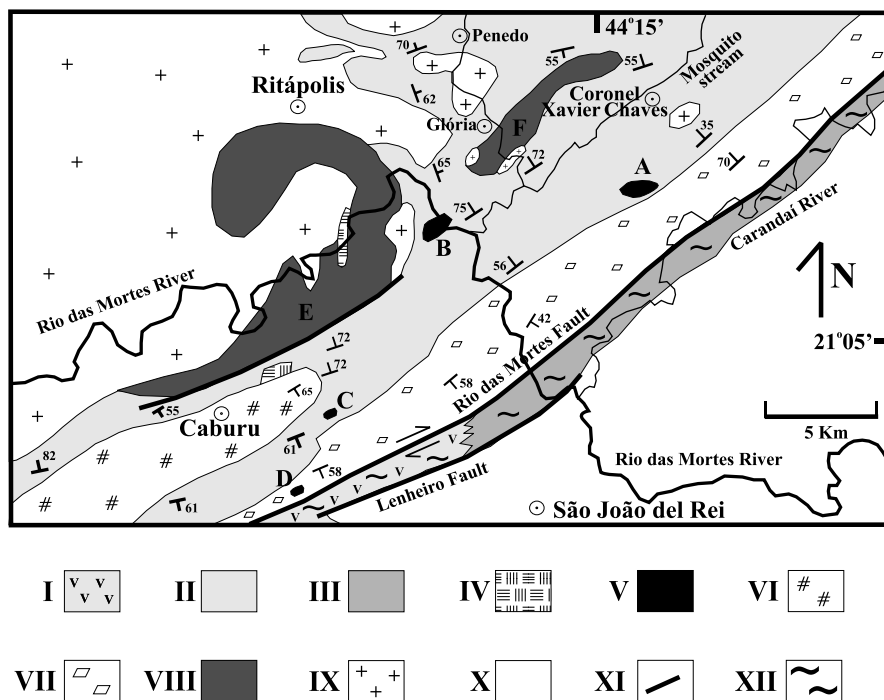 44°15'
70
Penedo
Ritápolis
62
55
55
Mosquito
stream
Coronel
Xavier Chaves
Glória
F
35
65
72
70
A
75
B
Carandaí River
56
N
Rio das Mortes River
E
42
21°05'
72
72
Rio das Mortes Fault
58
65
55
Caburu
C
5 Km
61
82
D
58
v
v
v
v
v
v
Rio das Mortes River
61
Lenheiro Fault
São João del Rei
I v v v v II III IV V VI # #
VII VIII IX X XI XII